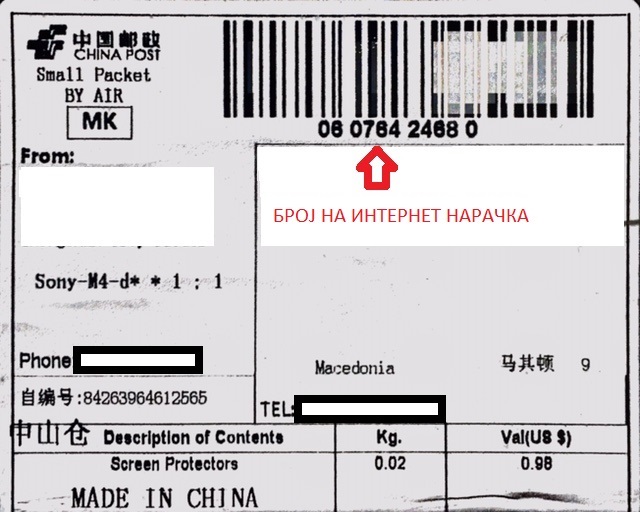 中国邮政
CHINA POST
Small Packet
BY AIR
MK
06 0764 2468 0
From:
БРОЈ НА ИНТЕРНЕТ НАРАЧКА
Sony-M4-d* * 1 : 1
Phone
Macedonia 马其顿 9
自编号:84263964612565
TEL:
中山仓 Description of Contents Kg. Val(US $)
Screen Protectors 0.02 0.98
MADE IN CHINA